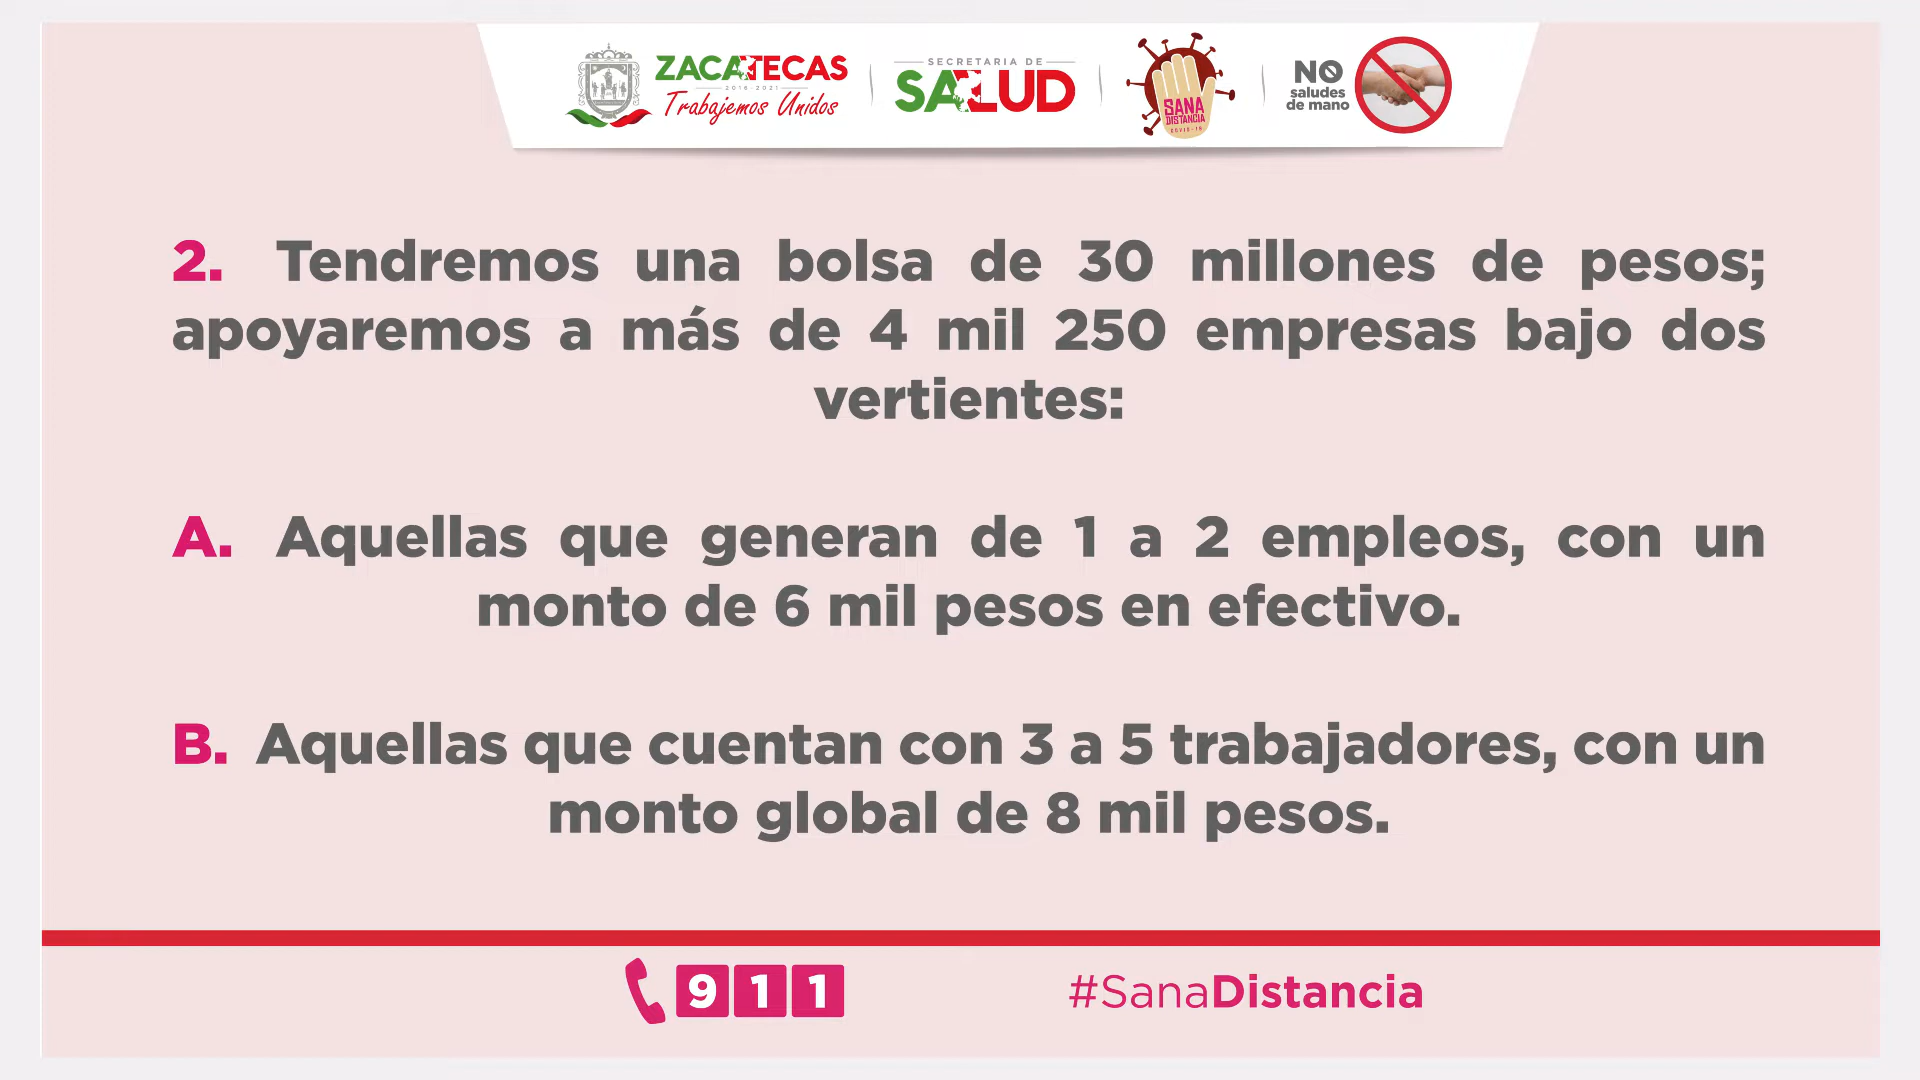 ZACATECAS
2016-2021
Trabajemos Unidos
SECRETARIA DE
SALUD
SANA
DISTANCIA
COVID-19
NO
saludes
de mano
2. Tendremos una bolsa de 30 millones de pesos;
apoyaremos a más de 4 mil 250 empresas bajo dos
vertientes:
A. Aquellas que generan de 1 a 2 empleos, con un
monto de 6 mil pesos en efectivo.
B. Aquellas que cuentan con 3 a 5 trabajadores, con un
monto global de 8 mil pesos.
911
#SanaDistancia